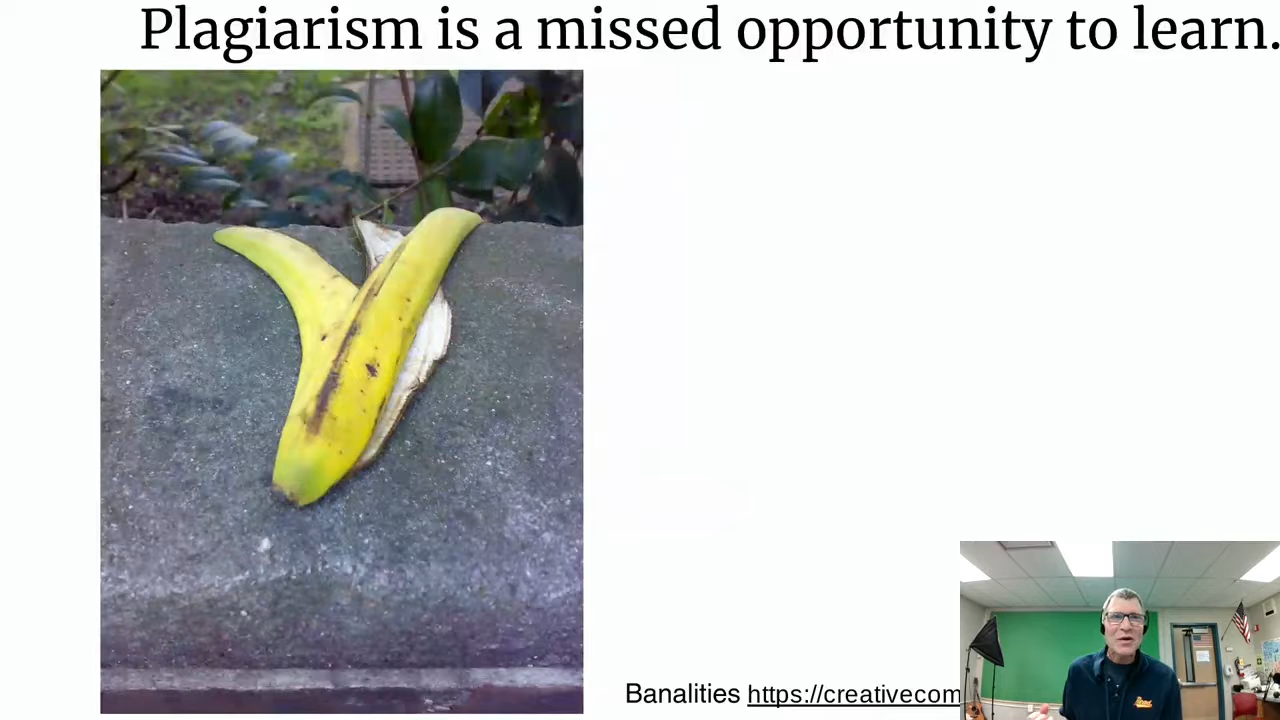 Plagiarism is a missed opportunity to learn.
Banalities https://creativecom